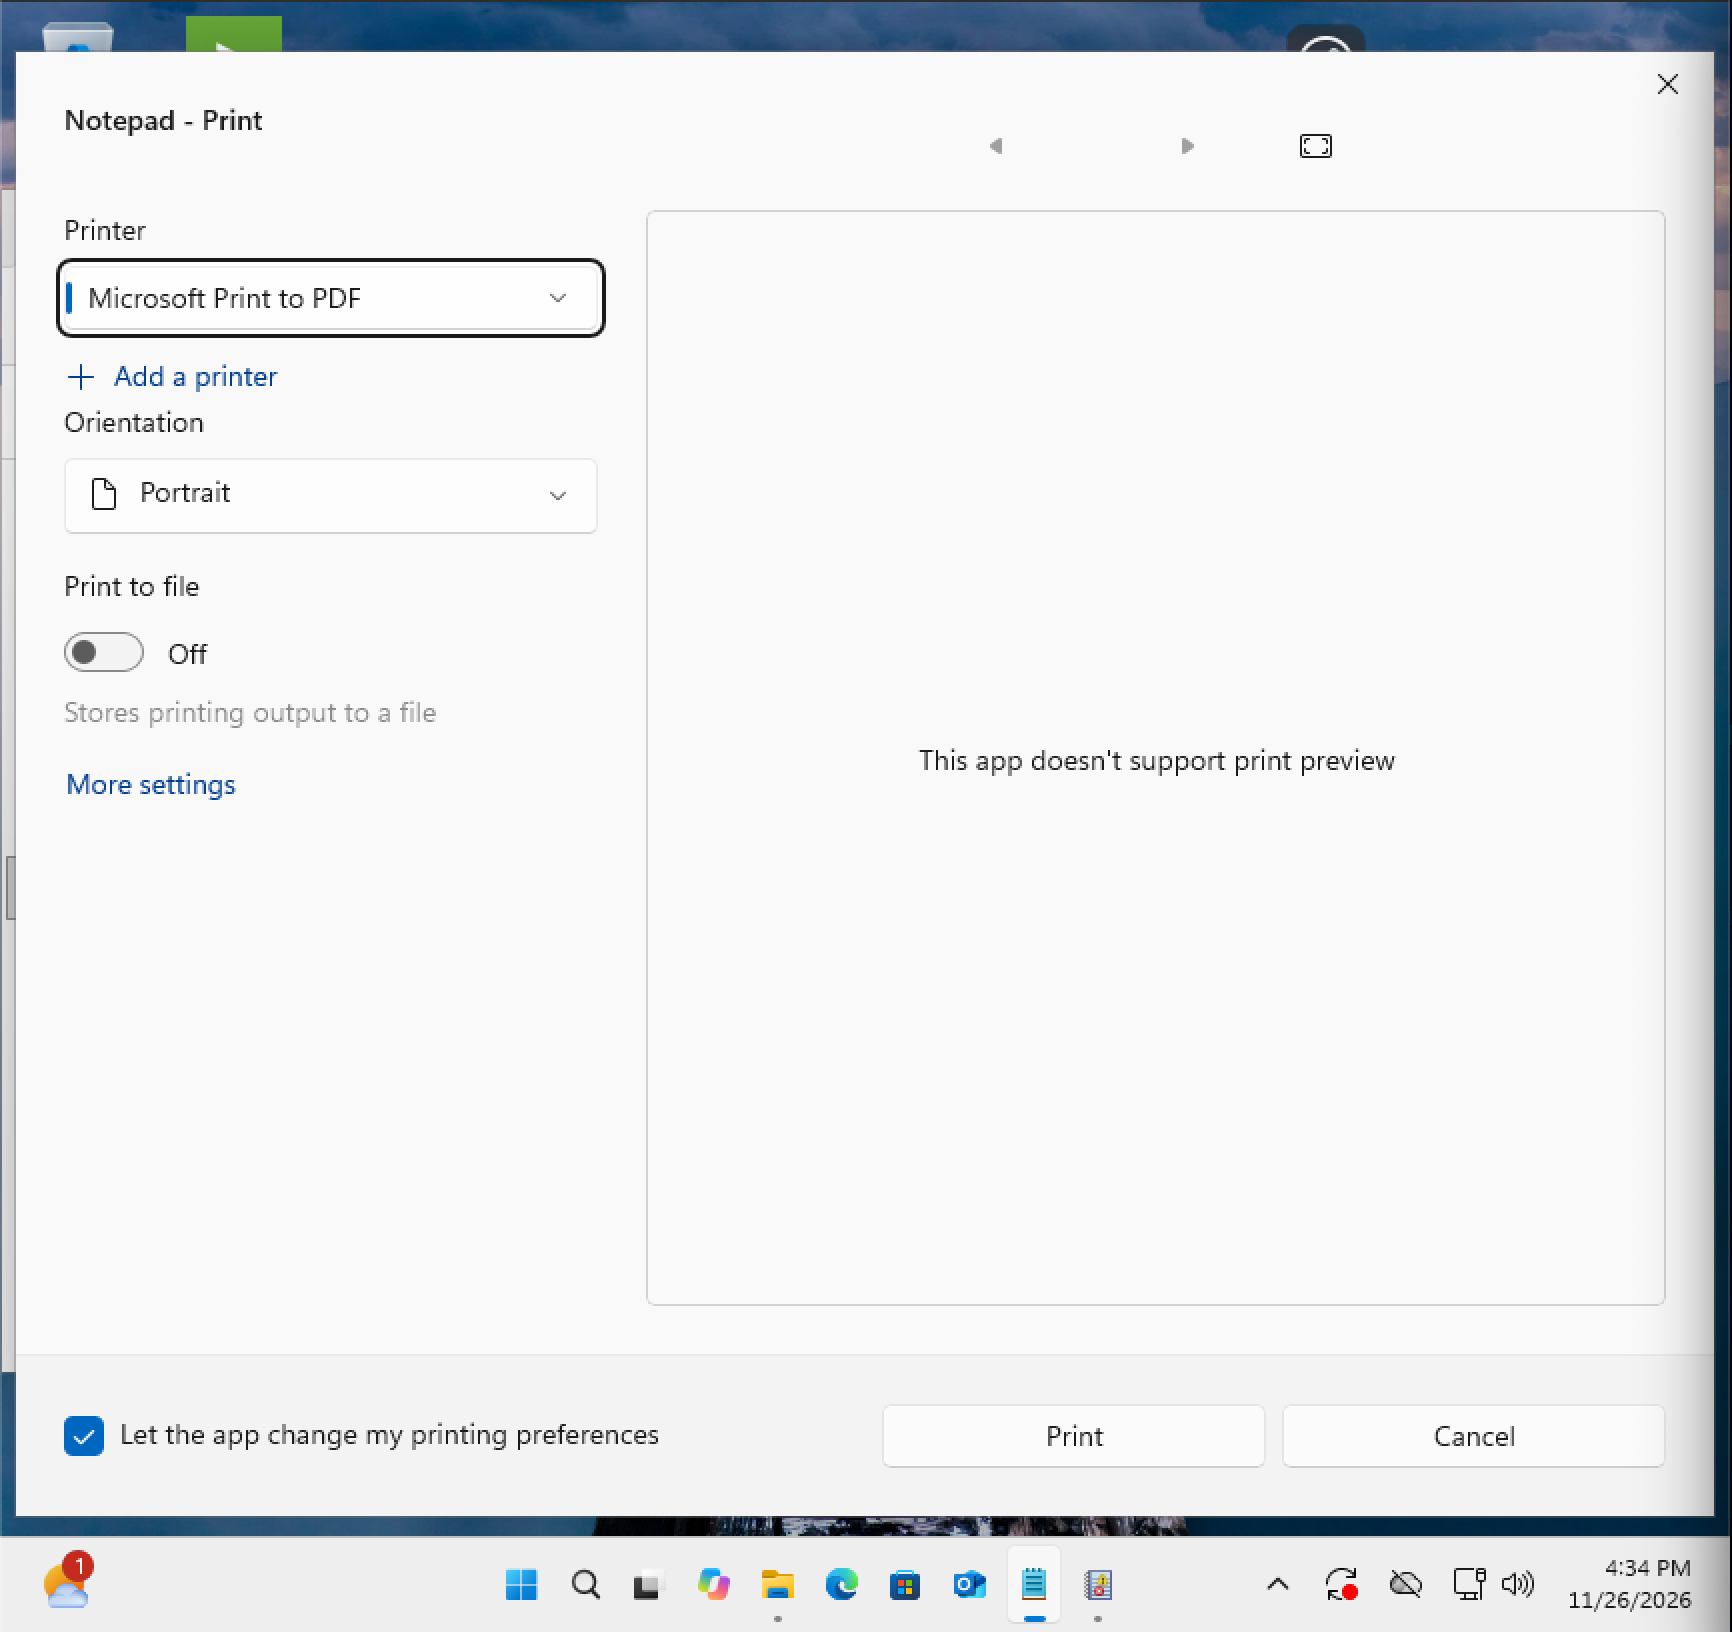 Notepad - Print
Printer
Microsoft Print to PDF
Add a printer
Orientation
Portrait
Print to file
Off
Stores printing output to a file
More settings
This app doesn't support print preview
Let the app change my printing preferences
Print
Cancel
1
4:34 PM
11/26/2026